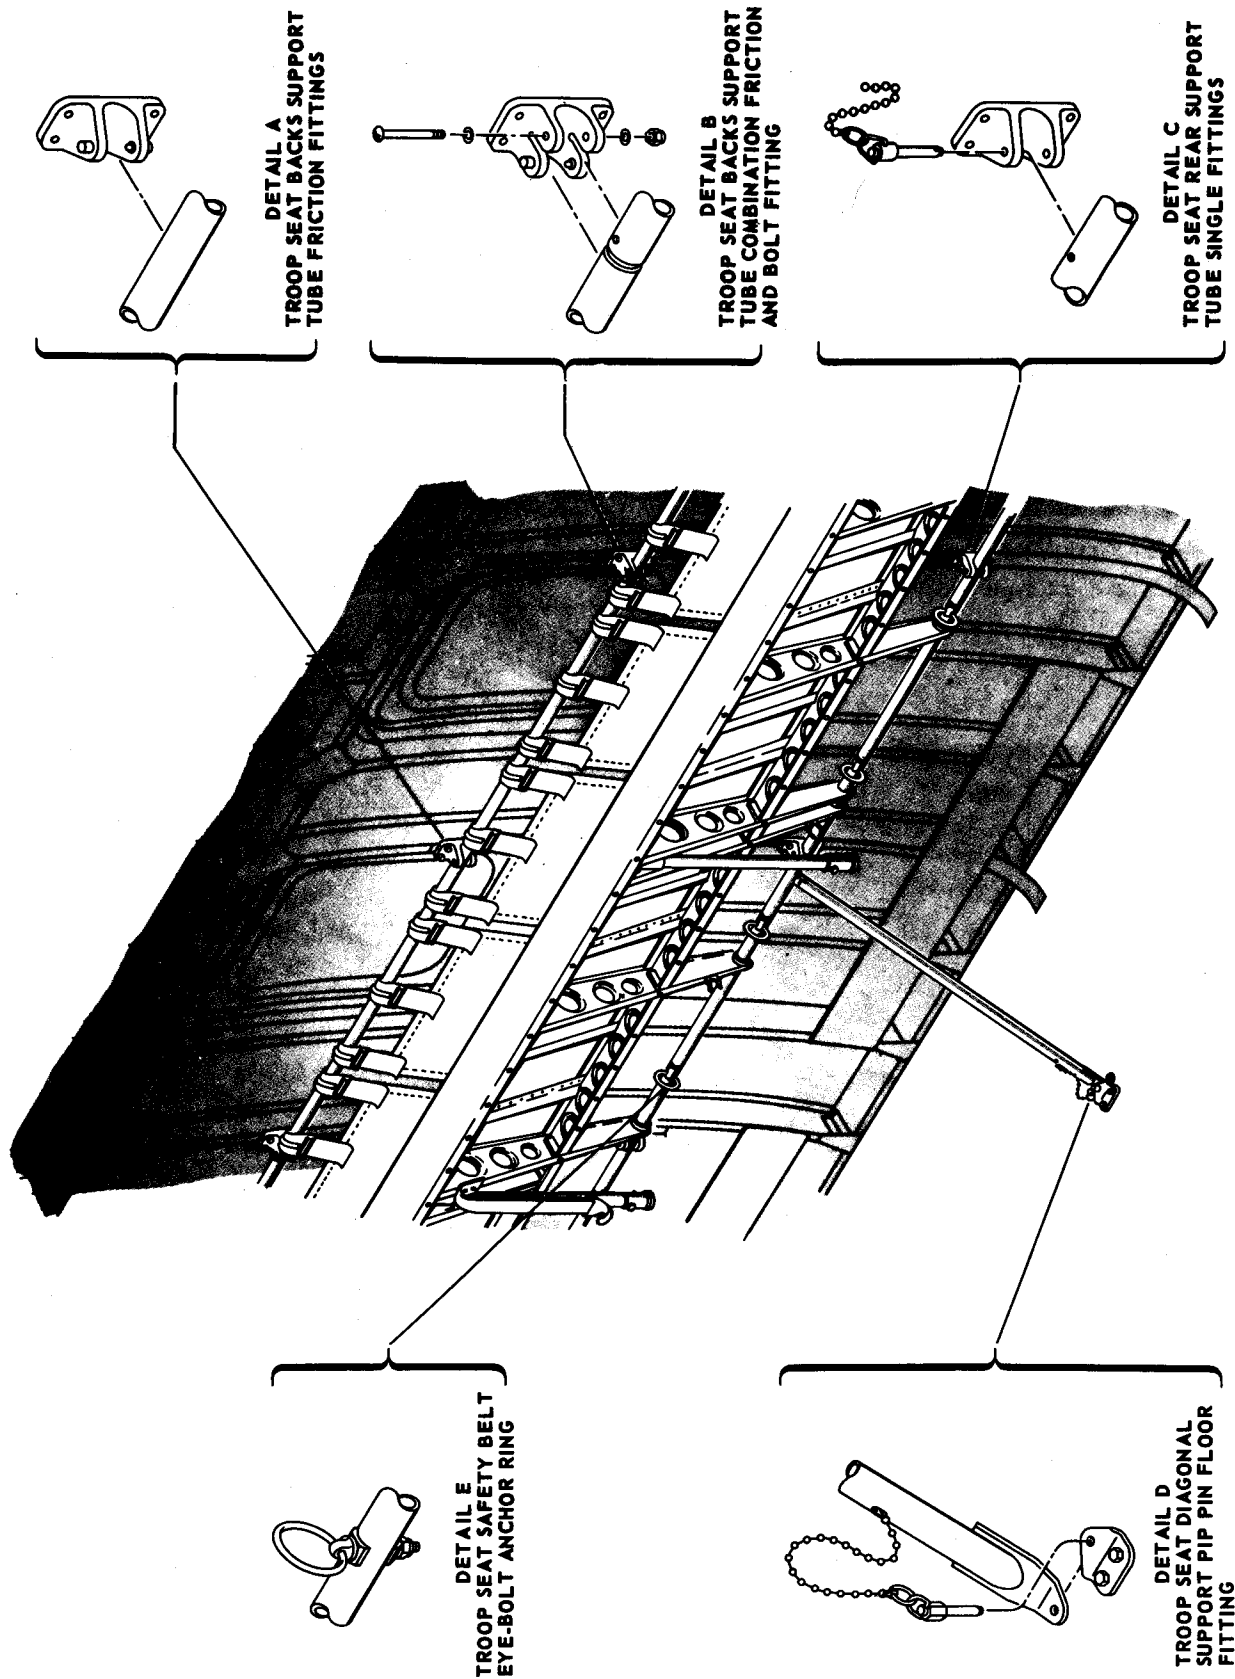 DETAIL A
TROOP SEAT BACKS SUPPORT
TUBE FRICTION FITTINGS
DETAIL B
TROOP SEAT BACKS SUPPORT
TUBE COMBINATION FRICTION
AND BOLT FITTING
DETAIL C
TROOP SEAT REAR SUPPORT
TUBE SINGLE FITTINGS
DETAIL E
TROOP SEAT SAFETY BELT
EYE-BOLT ANCHOR RING
DETAIL D
TROOP SEAT DIAGONAL
SUPPORT PIP PIN FLOOR
FITTING